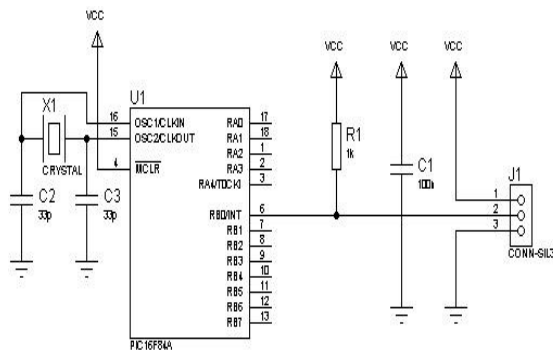 VCC
VCC
VCC
VCC
U1
X1
CRYSTAL
C2
33p
C3
33p
16
15
4
OSC1/CLKIN
OSC2/CLKOUT
MCLR
RA0
RA1
RA2
RA3
RA4/T0CKI
RB0/INT
RB1
RB2
RB3
RB4
RB5
RB6
RB7
17
18
1
2
3
6
7
8
9
10
11
12
13
PIC16F84A
R1
1k
C1
100n
J1
1
2
3
CONN-SIL3